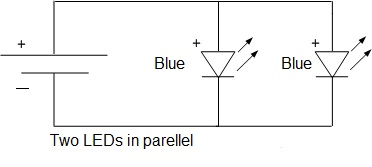 +
+
+
Blue
Blue
—
Two LEDs in parellel